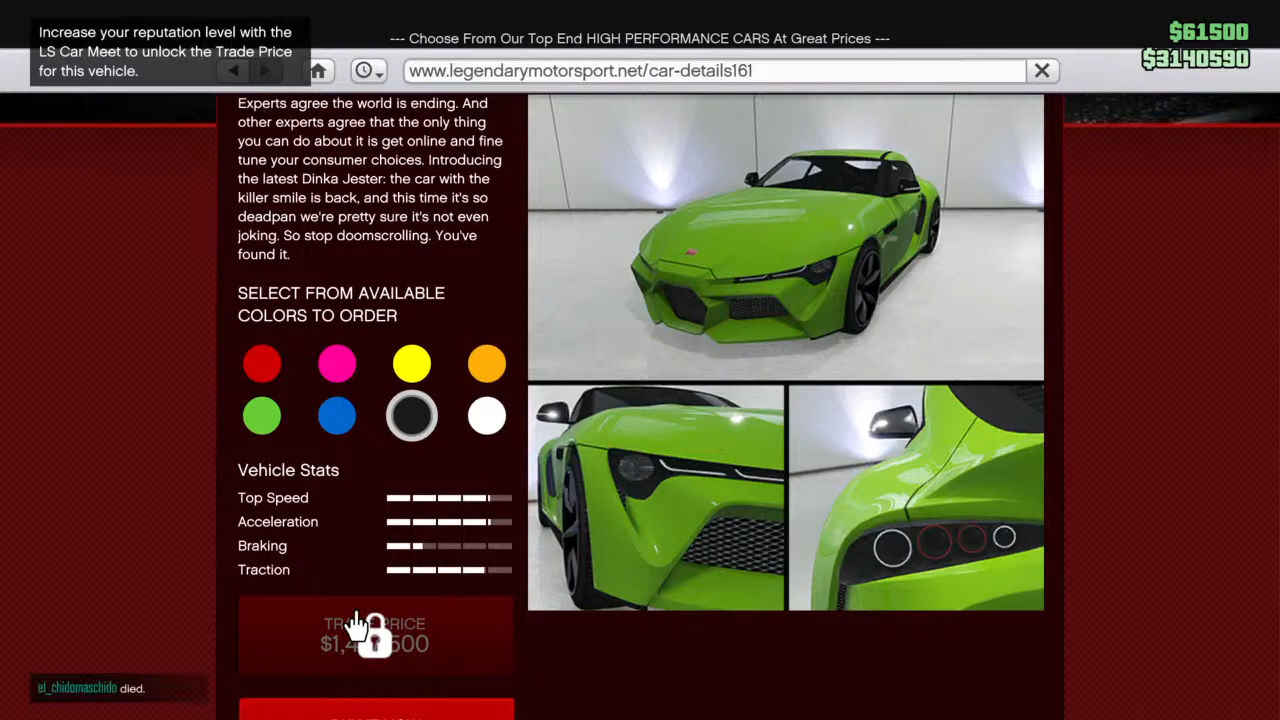 Increase your reputation level with the
LS Car Meet to unlock the Trade Price
for this vehicle.
--- Choose From Our Top End HIGH PERFORMANCE CARS At Great Prices ---
$61500
$3140590
www.legendarymotorsport.net/car-details161
Experts agree the world is ending. And
other experts agree that the only thing
you can do about it is get online and fine
tune your consumer choices. Introducing
the latest Dinka Jester: the car with the
killer smile is back, and this time it's so
deadpan we're pretty sure it's not even
joking. So stop doomscrolling. You've
found it.
SELECT FROM AVAILABLE
COLORS TO ORDER
Vehicle Stats
Top Speed
Acceleration
Braking
Traction
PRICE
el_chidomaschido died.